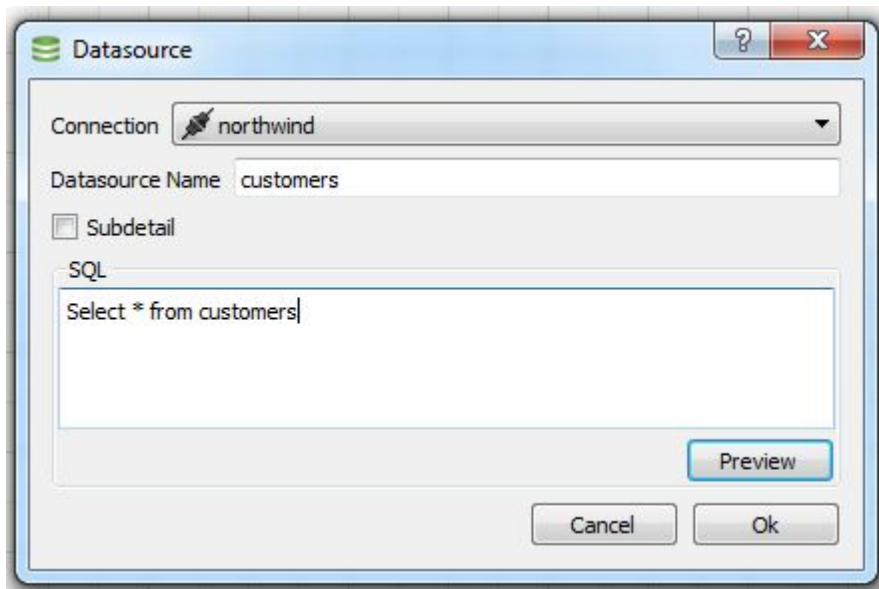 Datasource
?
X
Connection northwind
Datasource Name customers
Subdetail
SQL
Select * from customers
Preview
Cancel Ok